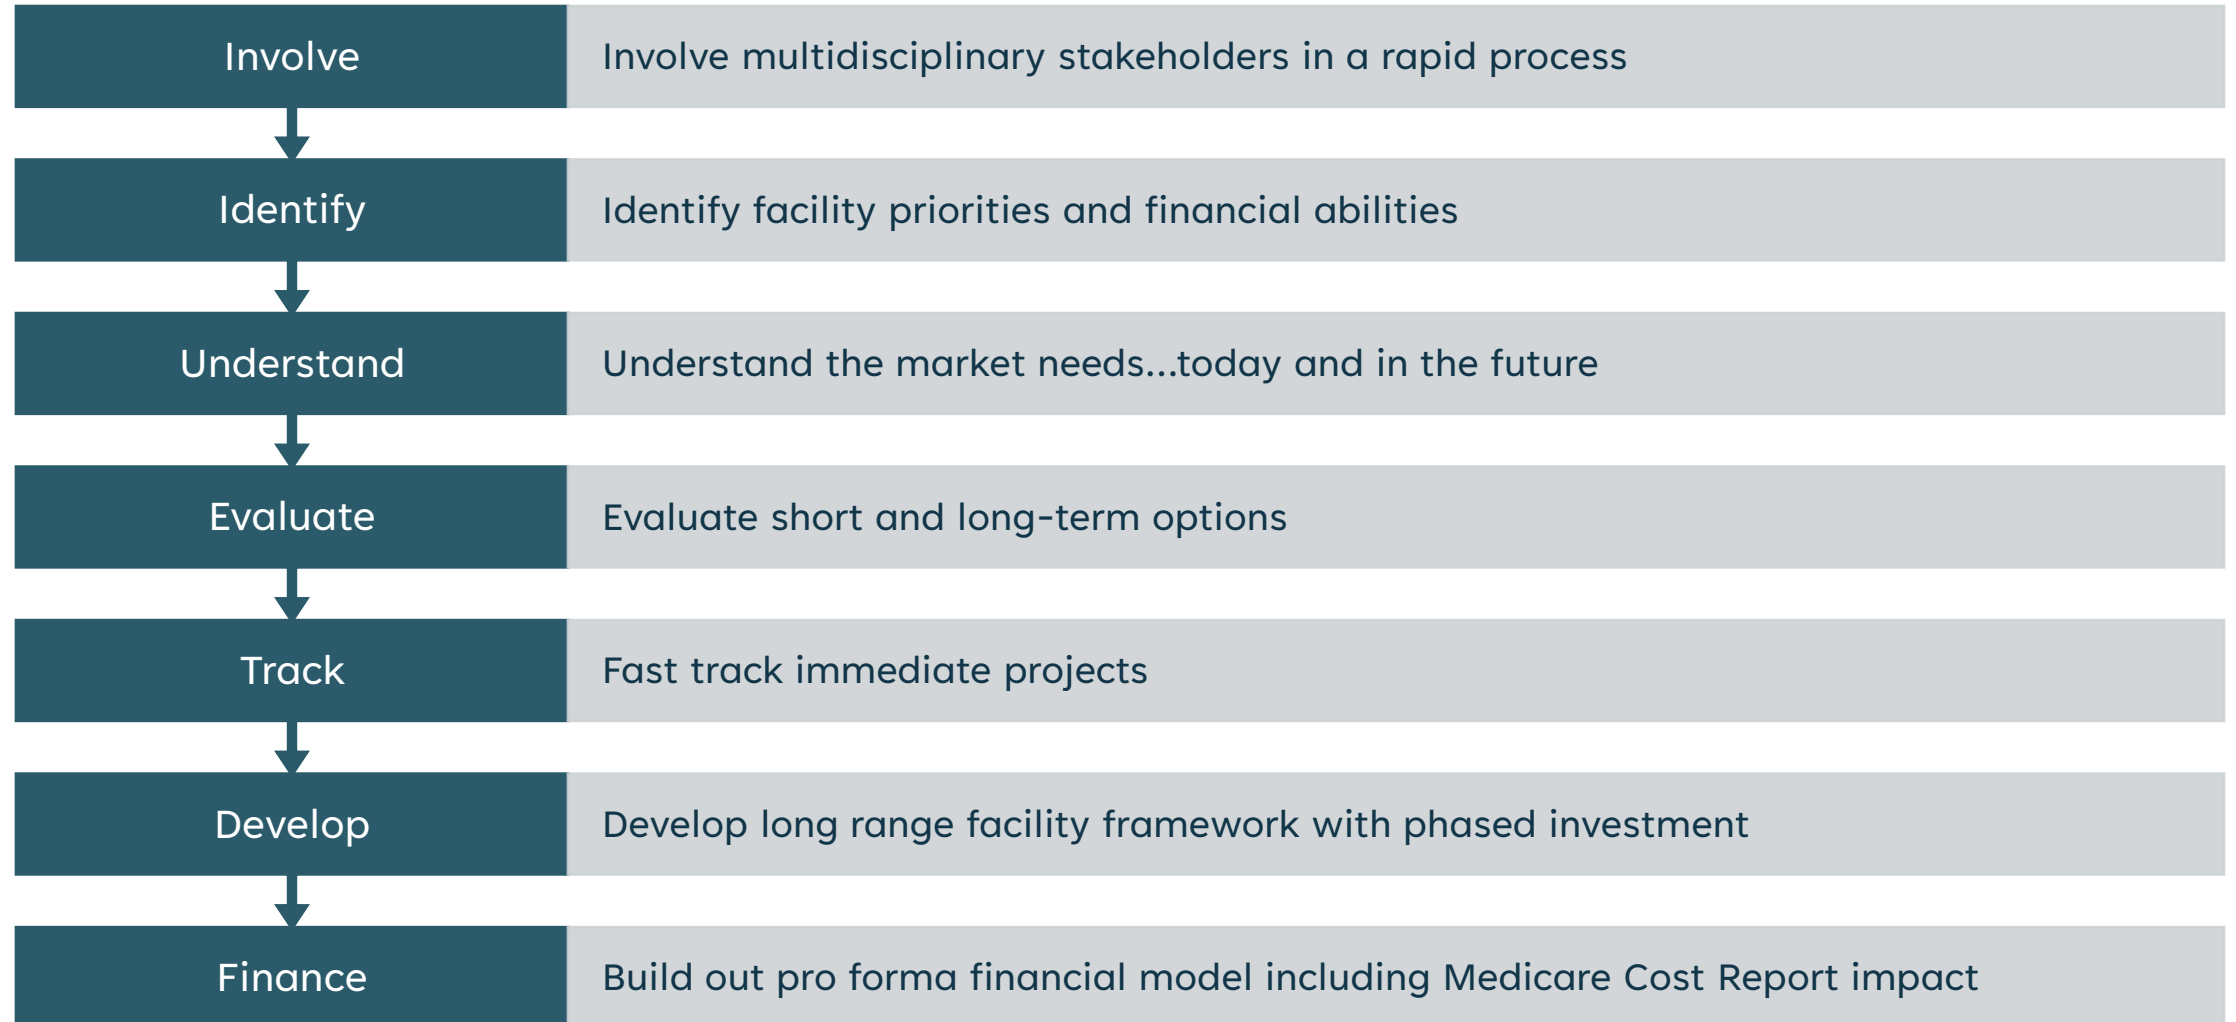 Involve
Involve multidisciplinary stakeholders in a rapid process
Identify
Identify facility priorities and financial abilities
Understand
Understand the market needs...today and in the future
Evaluate
Evaluate short and long-term options
Track
Fast track immediate projects
Develop
Develop long range facility framework with phased investment
Finance
Build out pro forma financial model including Medicare Cost Report impact